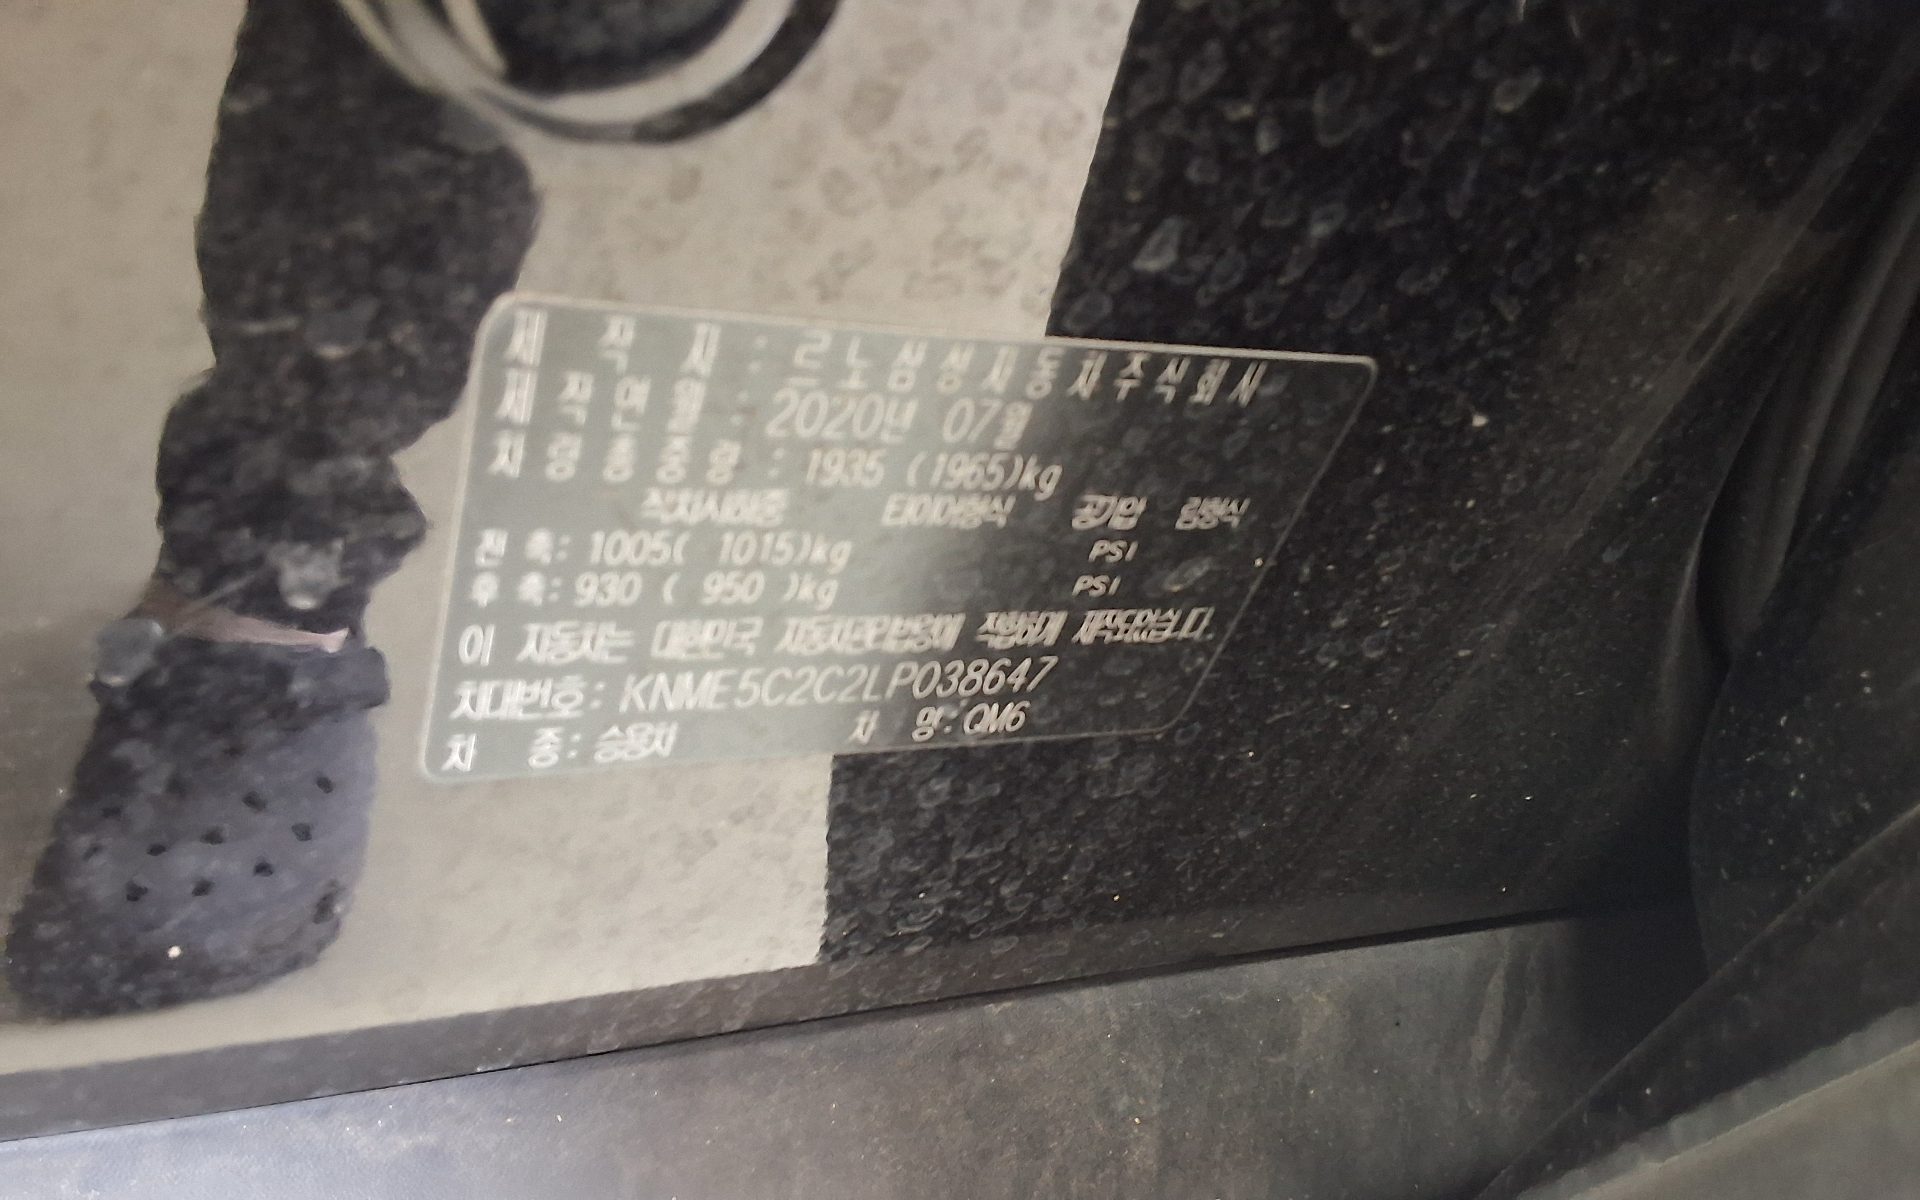 제 작 사 : 르노삼성자동차주식회사
제 작 연 월 : 2020년 07월
차 량 총 중 량 : 1935 (1965)kg
적차시하중 타이어형식 공기압 림형식
전 축: 1005( 1015)kg PSI
후 축: 930 ( 950 )kg PSI
이 자동차는 대한민국 자동차관리법령에 적합하게 제작되었습니다.
차대번호: KNME5C2C2LP038647
차 종: 승용차 차 명: QM6